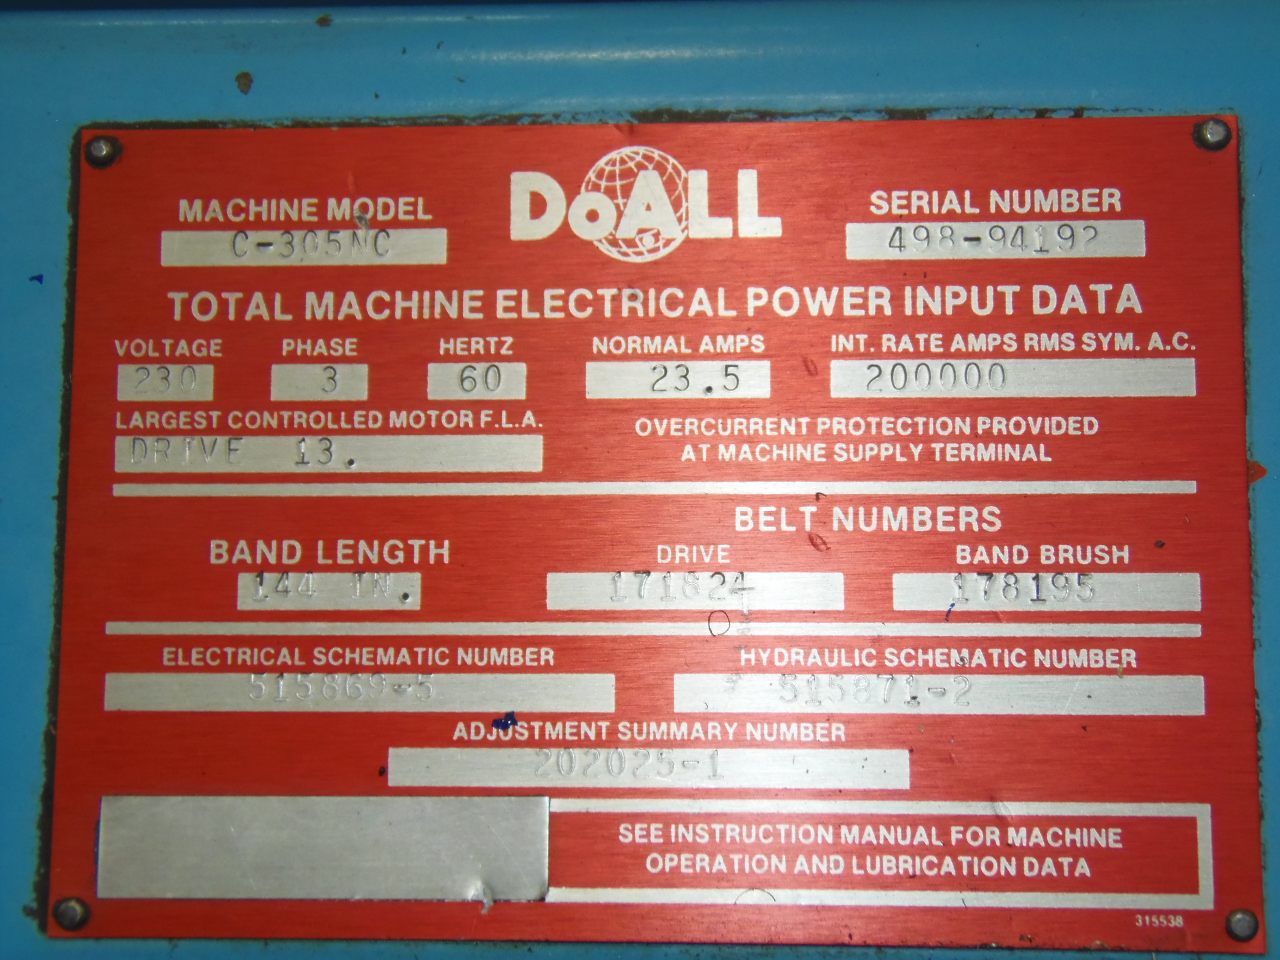 DoALL
MACHINE MODEL
C-305NC
SERIAL NUMBER
498-94192
TOTAL MACHINE ELECTRICAL POWER INPUT DATA
VOLTAGE PHASE HERTZ NORMAL AMPS INT. RATE AMPS RMS SYM. A.C.
230 3 60 23.5 200000
LARGEST CONTROLLED MOTOR F.L.A.
DRIVE 13.
OVERCURRENT PROTECTION PROVIDED
AT MACHINE SUPPLY TERMINAL
BELT NUMBERS
BAND LENGTH DRIVE BAND BRUSH
144 IN. 171824 178195
ELECTRICAL SCHEMATIC NUMBER HYDRAULIC SCHEMATIC NUMBER
515869-5 515871-2
ADJUSTMENT SUMMARY NUMBER
202025-1
SEE INSTRUCTION MANUAL FOR MACHINE
OPERATION AND LUBRICATION DATA
315538